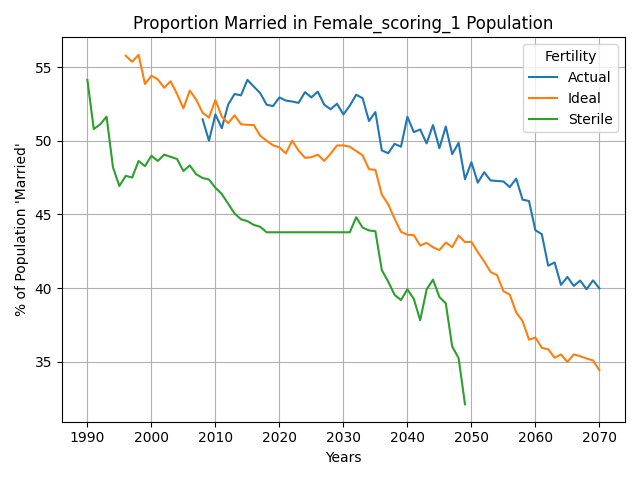 Proportion Married in Female_scoring_1 Population
% of Population 'Married'
55
50
45
40
35
Fertility
Actual
Ideal
Sterile
1990 2000 2010 2020 2030 2040 2050 2060 2070
Years